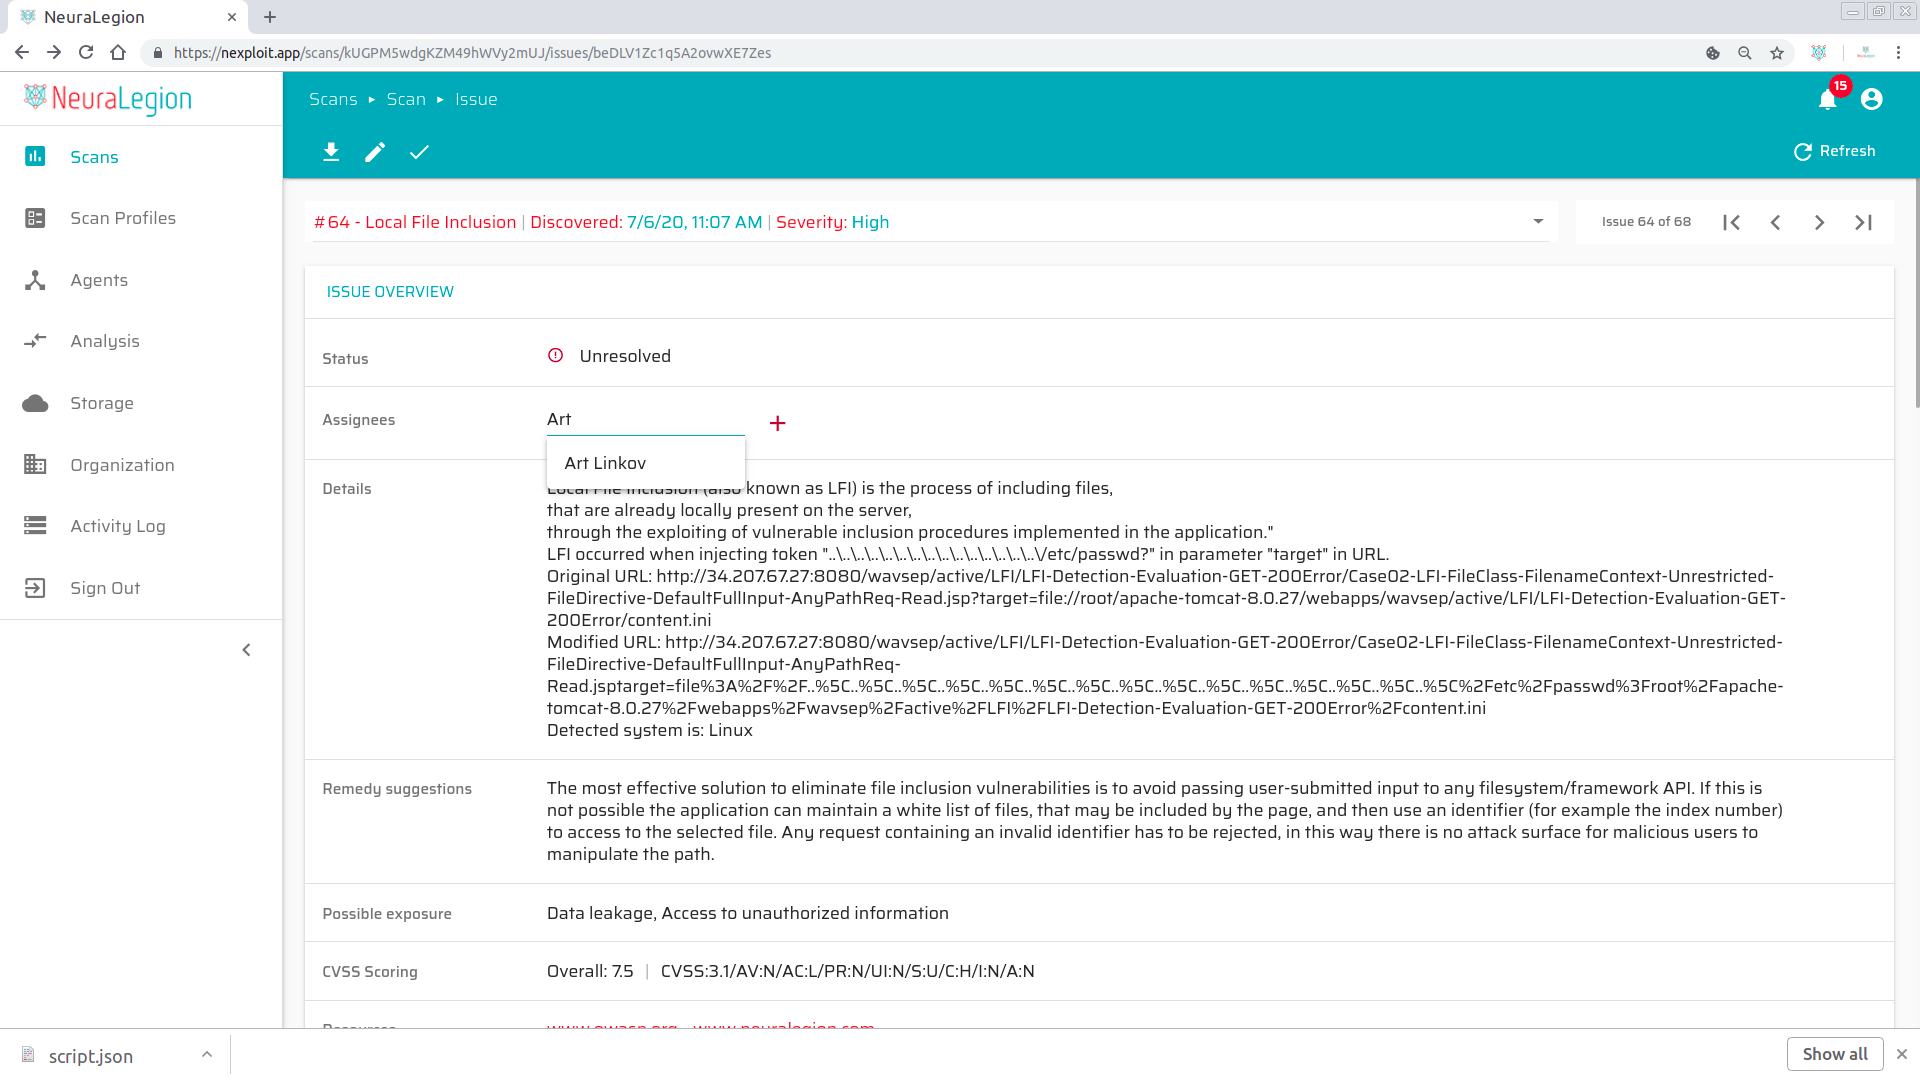 NeuraLegion
https://nexploit.app/scans/kUGPM5wdgKZM49hWVy2mUJ/issues/beDLV1Zc1q5A2ovwXE7Zes
NeuraLegion
Scans ▸ Scan ▸ Issue
15
Refresh
Scans
Scan Profiles
Agents
Analysis
Storage
Organization
Activity Log
Sign Out
#64 - Local File Inclusion | Discovered: 7/6/20, 11:07 AM | Severity: High
Issue 64 of 68
ISSUE OVERVIEW
Status
Unresolved
Assignees
Art
Art Linkov
Details
Local File Inclusion (also known as LFI) is the process of including files,
that are already locally present on the server,
through the exploiting of vulnerable inclusion procedures implemented in the application."
LFI occurred when injecting token "..\..\..\..\..\..\..\..\..\..\..\..\..\..\..\/etc/passwd?" in parameter "target" in URL.
Original URL: http://34.207.67.27:8080/wavsep/active/LFI/LFI-Detection-Evaluation-GET-200Error/Case02-LFI-FileClass-FilenameContext-Unrestricted-
FileDirective-DefaultFullInput-AnyPathReq-Read.jsp?target=file://root/apache-tomcat-8.0.27/webapps/wavsep/active/LFI/LFI-Detection-Evaluation-GET-
200Error/content.ini
Modified URL: http://34.207.67.27:8080/wavsep/active/LFI/LFI-Detection-Evaluation-GET-200Error/Case02-LFI-FileClass-FilenameContext-Unrestricted-
FileDirective-DefaultFullInput-AnyPathReq-
Read.jsptarget=file%3A%2F%2F..%5C..%5C..%5C..%5C..%5C..%5C..%5C..%5C..%5C..%5C..%5C..%5C..%5C..%5C..%5C%2Fetc%2Fpasswd%3Froot%2Fapache-
tomcat-8.0.27%2Fwebapps%2Fwavsep%2Factive%2FLFI%2FLFI-Detection-Evaluation-GET-200Error%2Fcontent.ini
Detected system is: Linux
Remedy suggestions
The most effective solution to eliminate file inclusion vulnerabilities is to avoid passing user-submitted input to any filesystem/framework API. If this is
not possible the application can maintain a white list of files, that may be included by the page, and then use an identifier (for example the index number)
to access to the selected file. Any request containing an invalid identifier has to be rejected, in this way there is no attack surface for malicious users to
manipulate the path.
Possible exposure
Data leakage, Access to unauthorized information
CVSS Scoring
Overall: 7.5 | CVSS:3.1/AV:N/AC:L/PR:N/UI:N/S:U/C:H/I:N/A:N
Resources
www.owasp.org - www.neuralegion.com
script.json
Show all